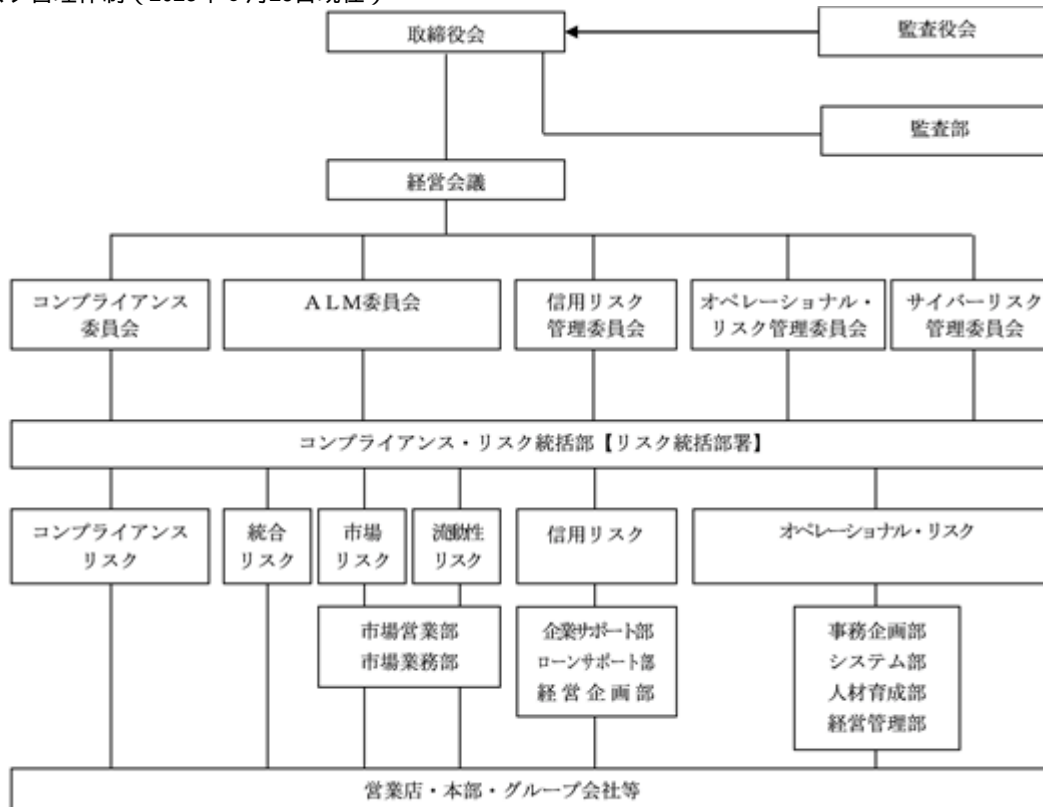 取締役会
監査役会
監査部
経営会議
コンプライアンス
委員会
ALM委員会
信用リスク
管理委員会
オペレーショナル・
リスク管理委員会
サイバーリスク
管理委員会
コンプライアンス・リスク統括部【リスク統括部署】
コンプライアンス
リスク
統合
リスク
市場
リスク
流動性
リスク
信用リスク
オペレーショナル・リスク
市場営業部
市場業務部
企業サポート部
ローンサポート部
経営企画部
事務企画部
システム部
人材育成部
経営管理部
営業店・本部・グループ会社等